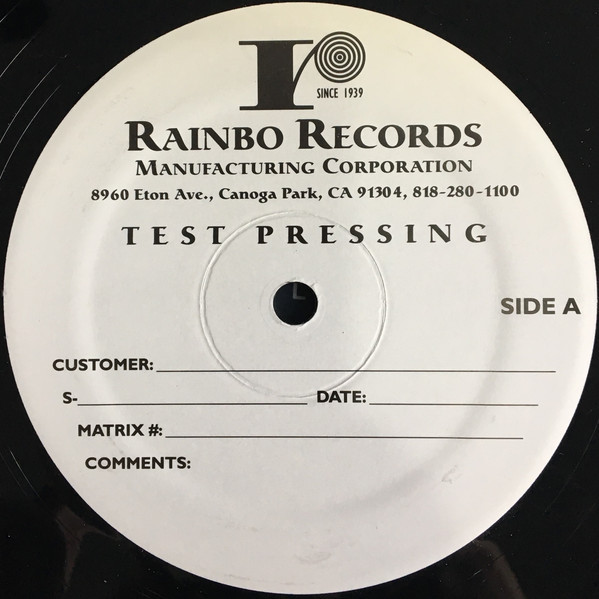 r
SINCE 1939
RAINBO RECORDS
MANUFACTURING CORPORATION
8960 Eton Ave., Canoga Park, CA 91304, 818-280-1100
TEST PRESSING
L
SIDE A
CUSTOMER:
S- DATE:
MATRIX #:
COMMENTS: